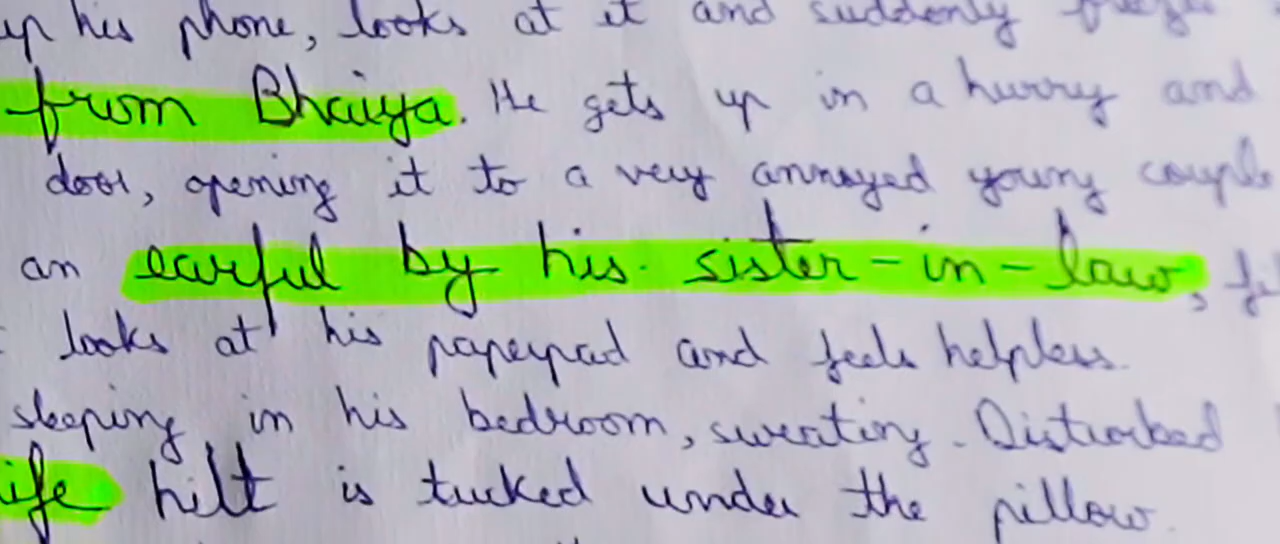 up his phone, looks at it and suddenly
from Bhaiya. He gets up in a hurry and
door, opening it to a very annoyed young couple
an earful by his sister-in-law,
looks at his paperpad and feels helpless.
sleeping in his bedroom, sweating. Disturbed
ife hilt is tucked under the pillow.